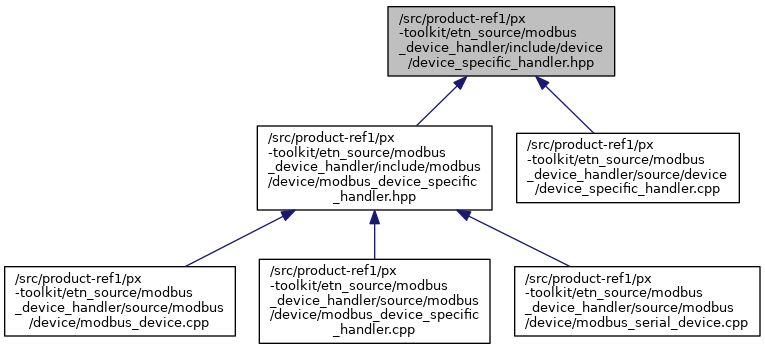 /src/product-ref1/px
-toolkit/etn_source/modbus
_device_handler/include/device
/device_specific_handler.hpp
/src/product-ref1/px
-toolkit/etn_source/modbus
_device_handler/include/modbus
/device/modbus_device_specific
_handler.hpp
/src/product-ref1/px
-toolkit/etn_source/modbus
_device_handler/source/device
/device_specific_handler.cpp
/src/product-ref1/px
-toolkit/etn_source/modbus
_device_handler/source/modbus
/device/modbus_device.cpp
/src/product-ref1/px
-toolkit/etn_source/modbus
_device_handler/source/modbus
/device/modbus_device_specific
_handler.cpp
/src/product-ref1/px
-toolkit/etn_source/modbus
_device_handler/source/modbus
/device/modbus_serial_device.cpp